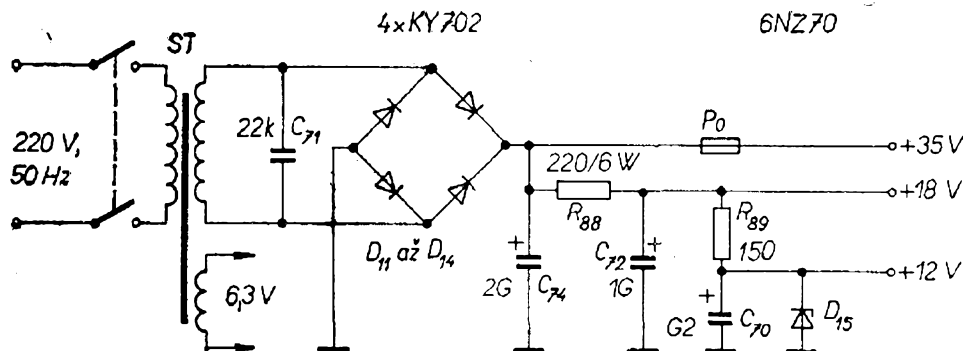 4xKY702
6NZ70
ST
220 V,
50 Hz
22k C71
P0
+35 V
220/6 W
R88
+18 V
R89
150
D11 až D14
+12 V
6,3 V
2G C74
C72
1G
G2 C70
D15